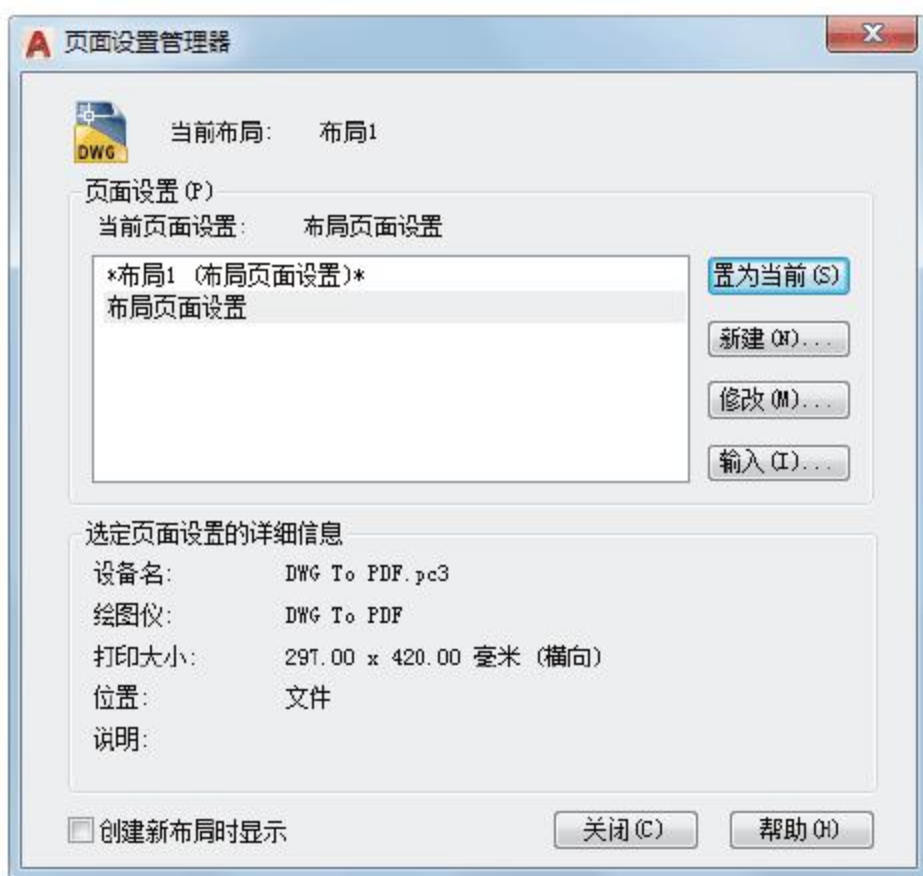 页面设置管理器
DWG
当前布局: 布局1
页面设置(P)
当前页面设置: 布局页面设置
*布局1 (布局页面设置)*
布局页面设置
置为当前(S)
新建(N)...
修改(M)...
输入(I)...
选定页面设置的详细信息
设备名: DWG To PDF.pc3
绘图仪: DWG To PDF
打印大小: 297.00 x 420.00 毫米 (横向)
位置: 文件
说明:
创建新布局时显示
关闭(C)
帮助(H)